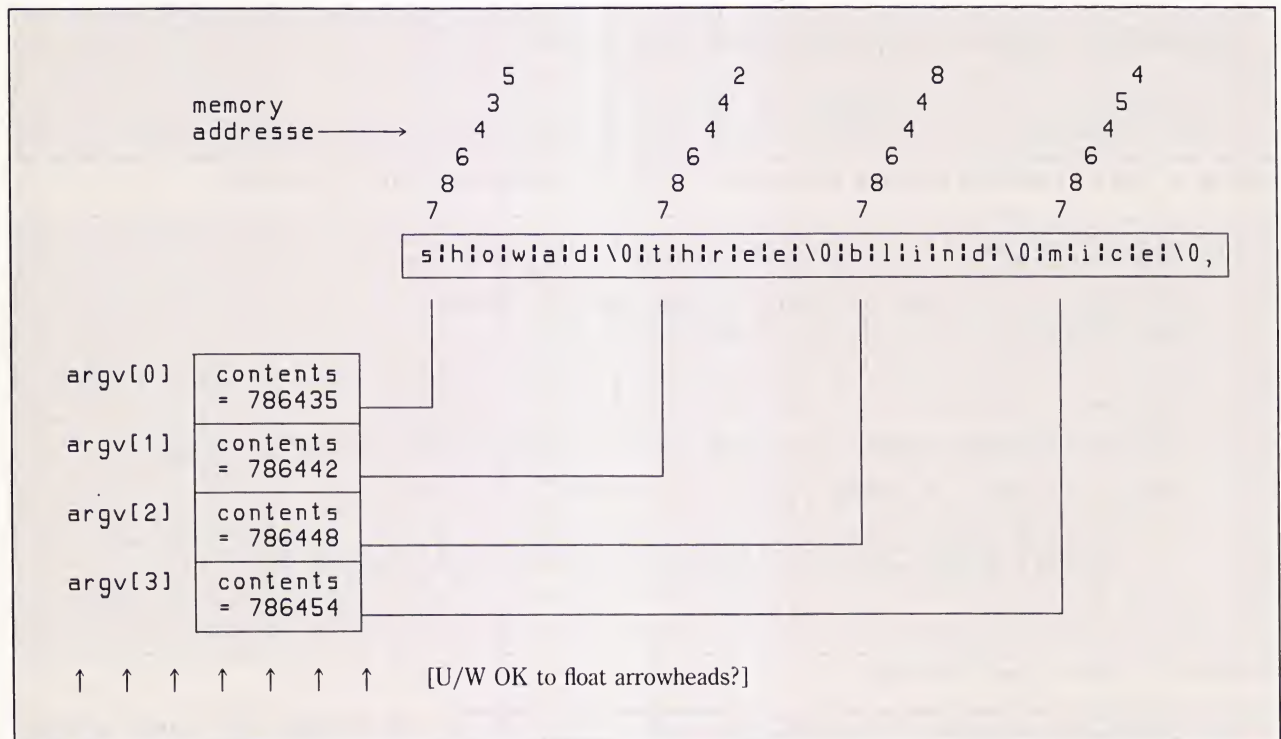 5 2 8 4
memory 3 4 4 5
addresse 4 4 4 4
6 6 6 6
8 8 8 8
7 7 7 7
s¦h¦o¦w¦a¦d¦\0¦t¦h¦r¦e¦e¦\0¦b¦l¦i¦n¦d¦\0¦m¦i¦c¦e¦\0,
argv[0] contents
= 786435
argv[1] contents
= 786442
argv[2] contents
= 786448
argv[3] contents
= 786454
↑ ↑ ↑ ↑ ↑ ↑ ↑ [U/W OK to float arrowheads?]